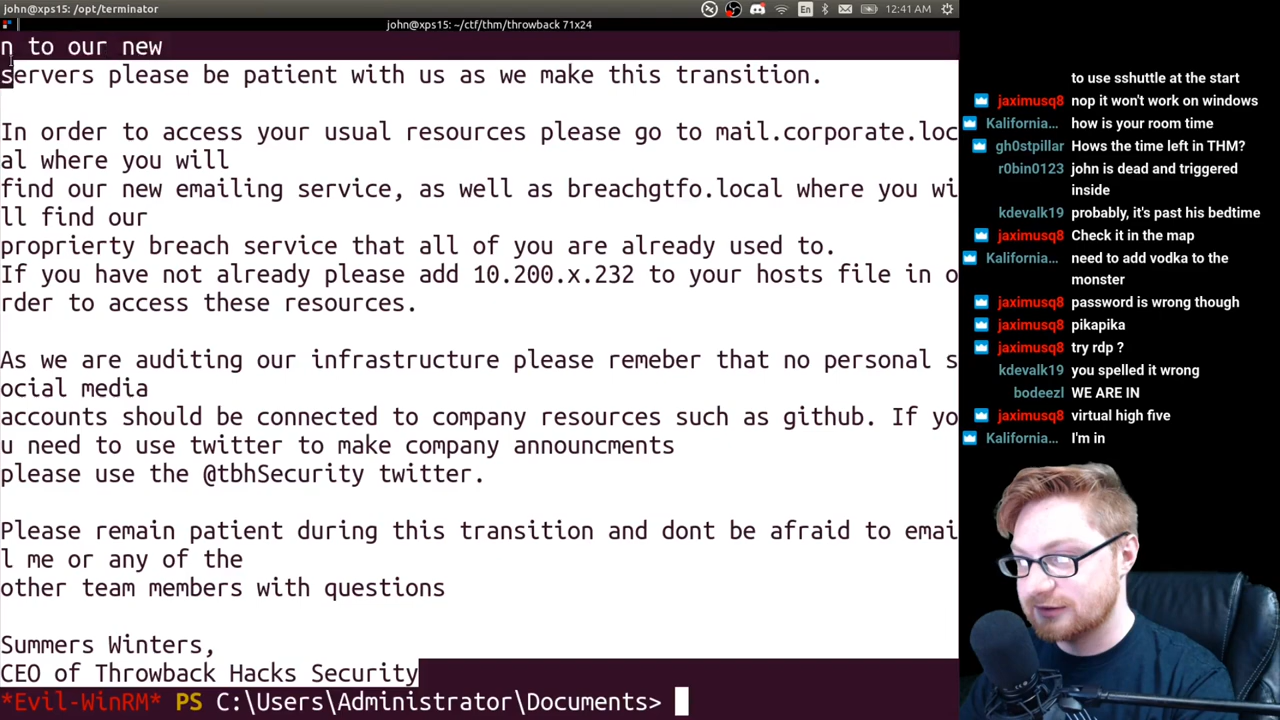 john@xps15: /opt/terminator
En
12:41 AM
john@xps15: ~/ctf/thm/throwback 71x24
n to our new
servers please be patient with us as we make this transition.
In order to access your usual resources please go to mail.corporate.loc
al where you will
find our new emailing service, as well as breachgtfo.local where you wi
ll find our
proprierty breach service that all of you are already used to.
If you have not already please add 10.200.x.232 to your hosts file in o
rder to access these resources.
As we are auditing our infrastructure please remeber that no personal s
ocial media
accounts should be connected to company resources such as github. If yo
u need to use twitter to make company announcments
please use the @tbhSecurity twitter.
Please remain patient during this transition and dont be afraid to emai
l me or any of the
other team members with questions
Summers Winters,
CEO of Throwback Hacks Security
*Evil-WinRM* PS C:\Users\Administrator\Documents>
to use sshuttle at the start
jaximusq8 nop it won't work on windows
Kalifornia... how is your room time
gh0stpillar Hows the time left in THM?
r0bin0123 john is dead and triggered
inside
kdevalk19 probably, it's past his bedtime
jaximusq8 Check it in the map
Kalifornia... need to add vodka to the
monster
jaximusq8 password is wrong though
jaximusq8 pikapika
jaximusq8 try rdp ?
kdevalk19 you spelled it wrong
bodeezl WE ARE IN
jaximusq8 virtual high five
Kalifornia... I'm in